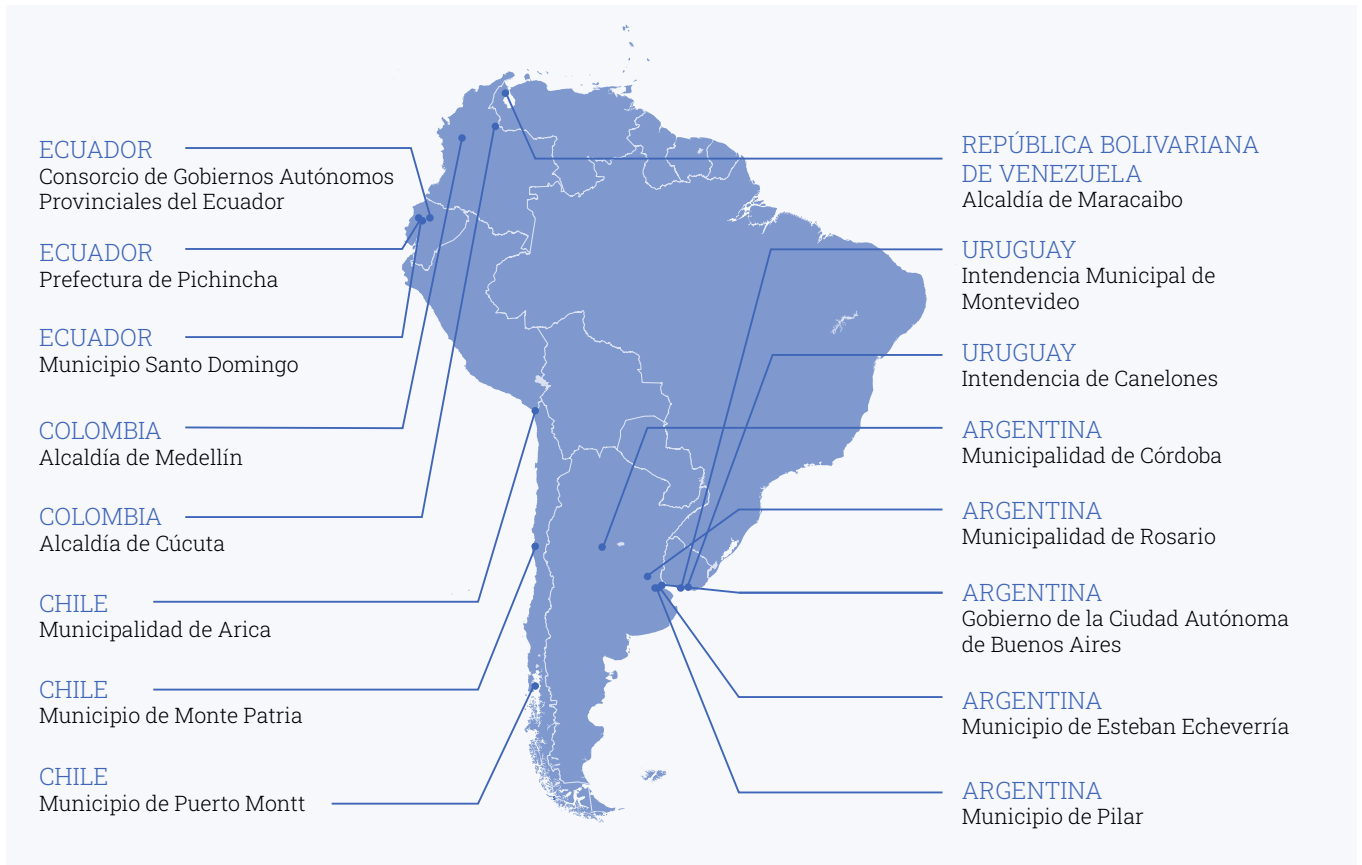 ECUADOR
Consorcio de Gobiernos Autónomos
Provinciales del Ecuador
ECUADOR
Prefectura de Pichincha
ECUADOR
Municipio Santo Domingo
COLOMBIA
Alcaldía de Medellín
COLOMBIA
Alcaldía de Cúcuta
CHILE
Municipalidad de Arica
CHILE
Municipio de Monte Patria
CHILE
Municipio de Puerto Montt
REPÚBLICA BOLIVARIANA
DE VENEZUELA
Alcaldía de Maracaibo
URUGUAY
Intendencia Municipal de
Montevideo
URUGUAY
Intendencia de Canelones
ARGENTINA
Municipalidad de Córdoba
ARGENTINA
Municipalidad de Rosario
ARGENTINA
Gobierno de la Ciudad Autónoma
de Buenos Aires
ARGENTINA
Municipio de Esteban Echeverría
ARGENTINA
Municipio de Pilar